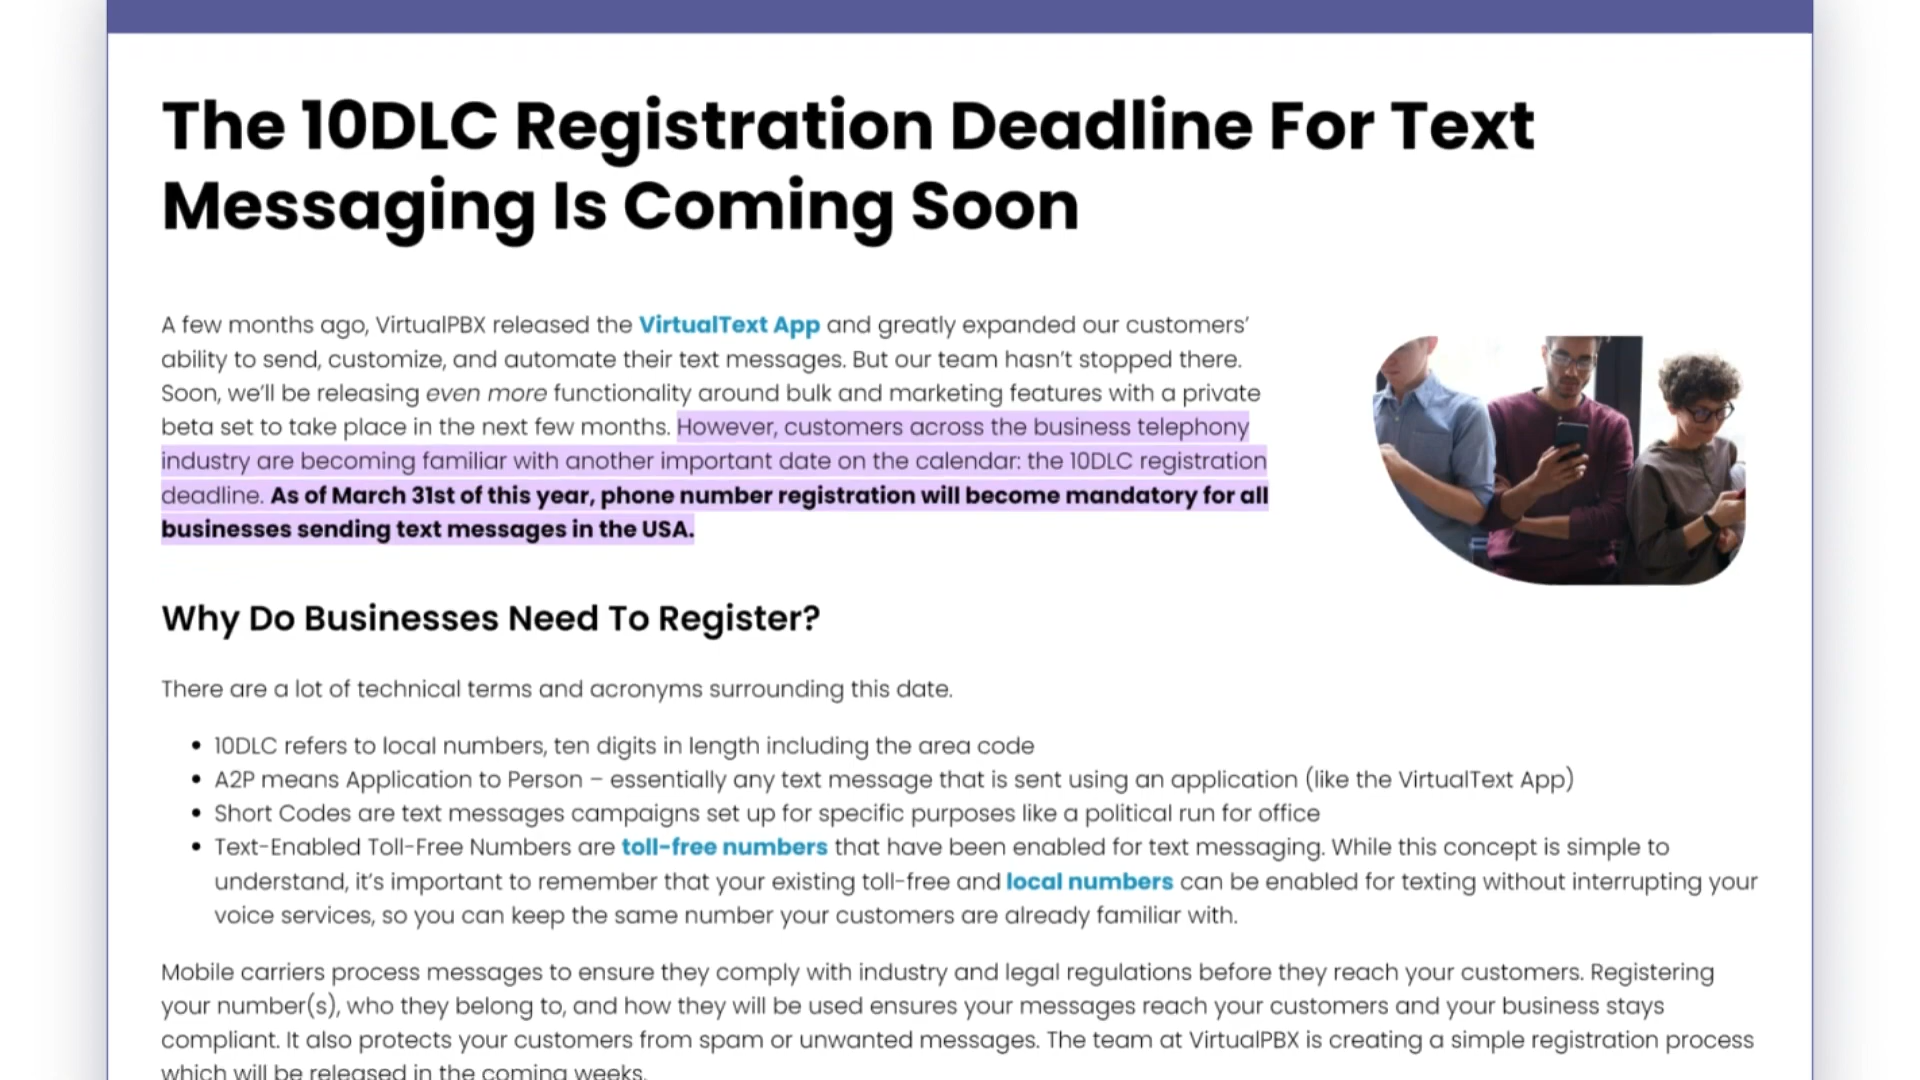 The 10DLC Registration Deadline For Text
Messaging Is Coming Soon
A few months ago, VirtualPBX released the VirtualText App and greatly expanded our customers’
ability to send, customize, and automate their text messages. But our team hasn’t stopped there.
Soon, we’ll be releasing even more functionality around bulk and marketing features with a private
beta set to take place in the next few months. However, customers across the business telephony
industry are becoming familiar with another important date on the calendar: the 10DLC registration
deadline. As of March 31st of this year, phone number registration will become mandatory for all
businesses sending text messages in the USA.
Why Do Businesses Need To Register?
There are a lot of technical terms and acronyms surrounding this date.
• 10DLC refers to local numbers, ten digits in length including the area code
• A2P means Application to Person – essentially any text message that is sent using an application (like the VirtualText App)
• Short Codes are text messages campaigns set up for specific purposes like a political run for office
• Text-Enabled Toll-Free Numbers are toll-free numbers that have been enabled for text messaging. While this concept is simple to
understand, it’s important to remember that your existing toll-free and local numbers can be enabled for texting without interrupting your
voice services, so you can keep the same number your customers are already familiar with.
Mobile carriers process messages to ensure they comply with industry and legal regulations before they reach your customers. Registering
your number(s), who they belong to, and how they will be used ensures your messages reach your customers and your business stays
compliant. It also protects your customers from spam or unwanted messages. The team at VirtualPBX is creating a simple registration process
which will be released in the coming weeks.